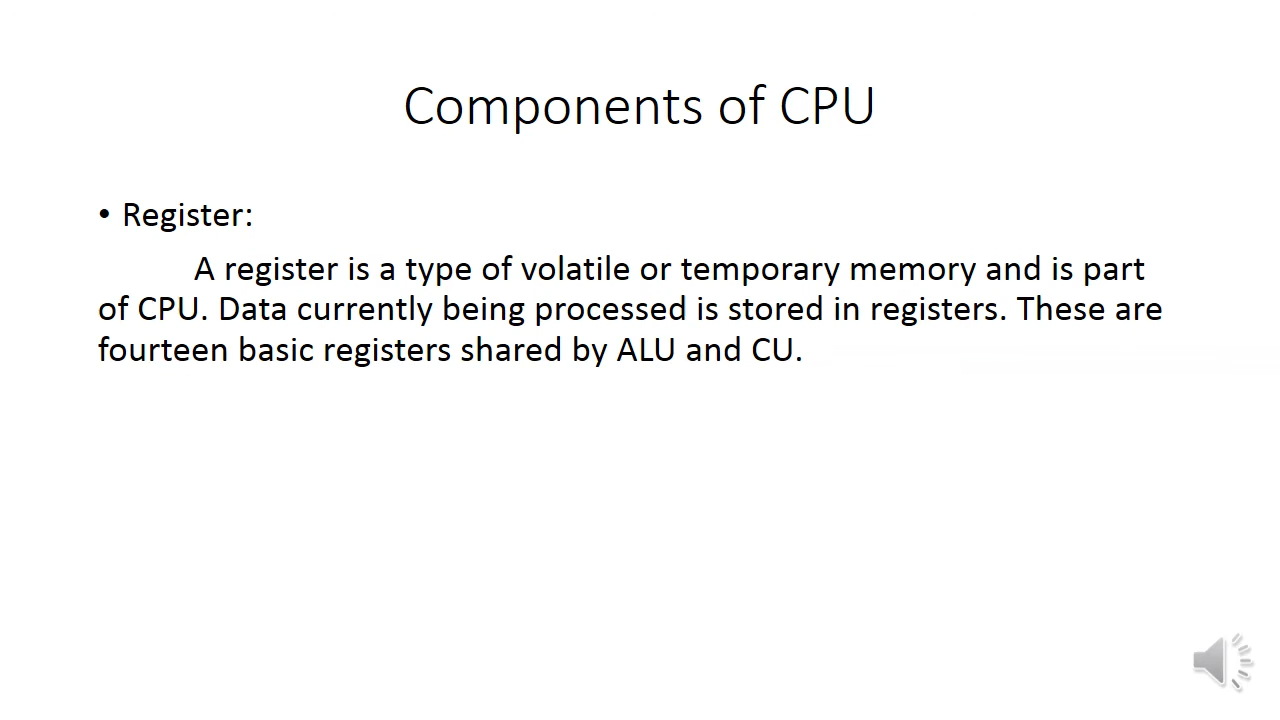 Components of CPU
• Register:
A register is a type of volatile or temporary memory and is part
of CPU. Data currently being processed is stored in registers. These are
fourteen basic registers shared by ALU and CU.